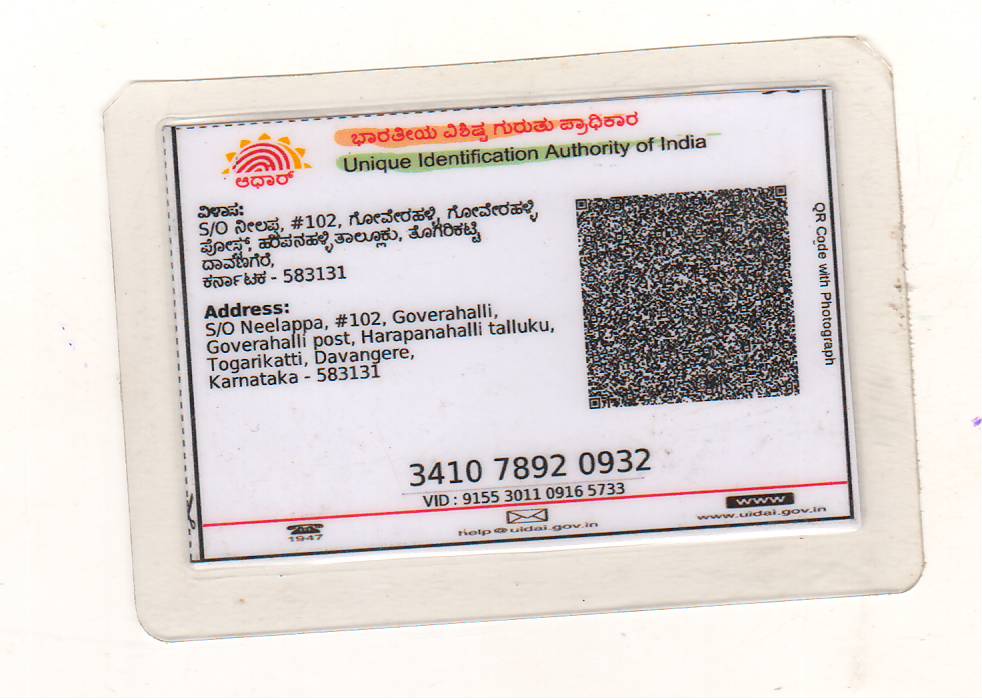 ಭಾರತೀಯ ವಿಶಿಷ್ಟ ಗುರುತು ಪ್ರಾಧಿಕಾರ
Unique Identification Authority of India
ಆಧಾರ್
ವಿಳಾಸ:
S/O ನೀಲಪ್ಪ, #102, ಗೋವೇರಹಳ್ಳಿ, ಗೋವೇರಹಳ್ಳಿ
ಪೋಸ್ಟ್, ಹರಪನಹಳ್ಳಿ ತಾಲ್ಲೂಕು, ತೊಗರಿಕಟ್ಟಿ
ದಾವಣಗೆರೆ,
ಕರ್ನಾಟಕ - 583131
Address:
S/O Neelappa, #102, Goverahalli,
Goverahalli post, Harapanahalli talluku,
Togarikatti, Davangere,
Karnataka - 583131
QR Code with Photograph
3410 7892 0932
VID : 9155 3011 0916 5733
1947
help@uidai.gov.in
www
www.uidai.gov.in